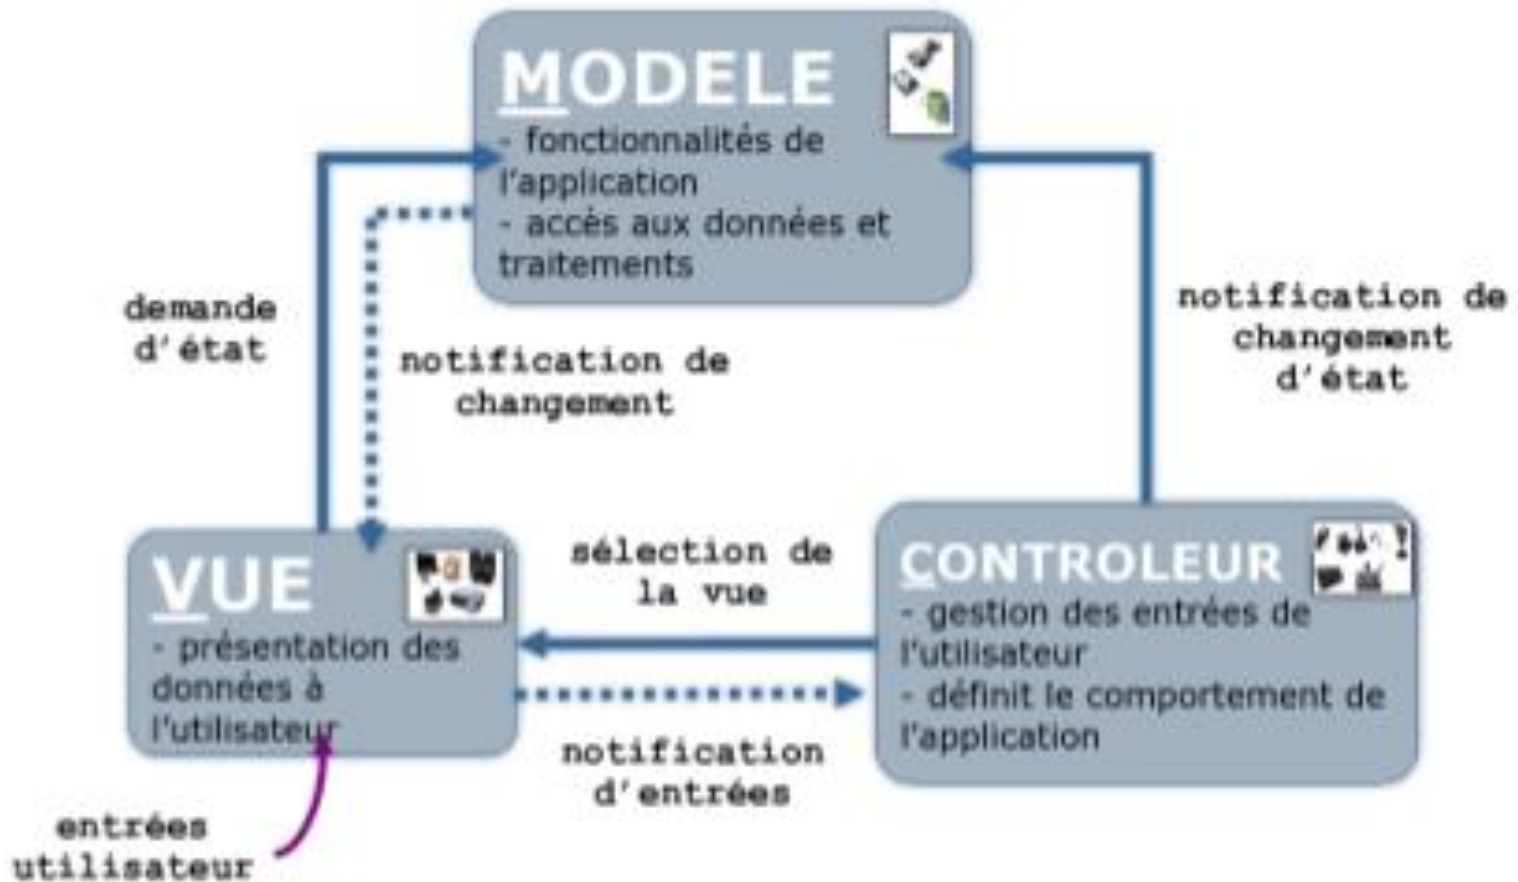 MODELE
- fonctionnalités de
l'application
- accès aux données et
traitements
demande
d'état
notification de
changement
notification de
changement
d'état
VUE
- présentation des
données à
l'utilisateur
sélection de
la vue
notification
d'entrées
CONTROLEUR
- gestion des entrées de
l'utilisateur
- définit le comportement de
l'application
entrées
utilisateur